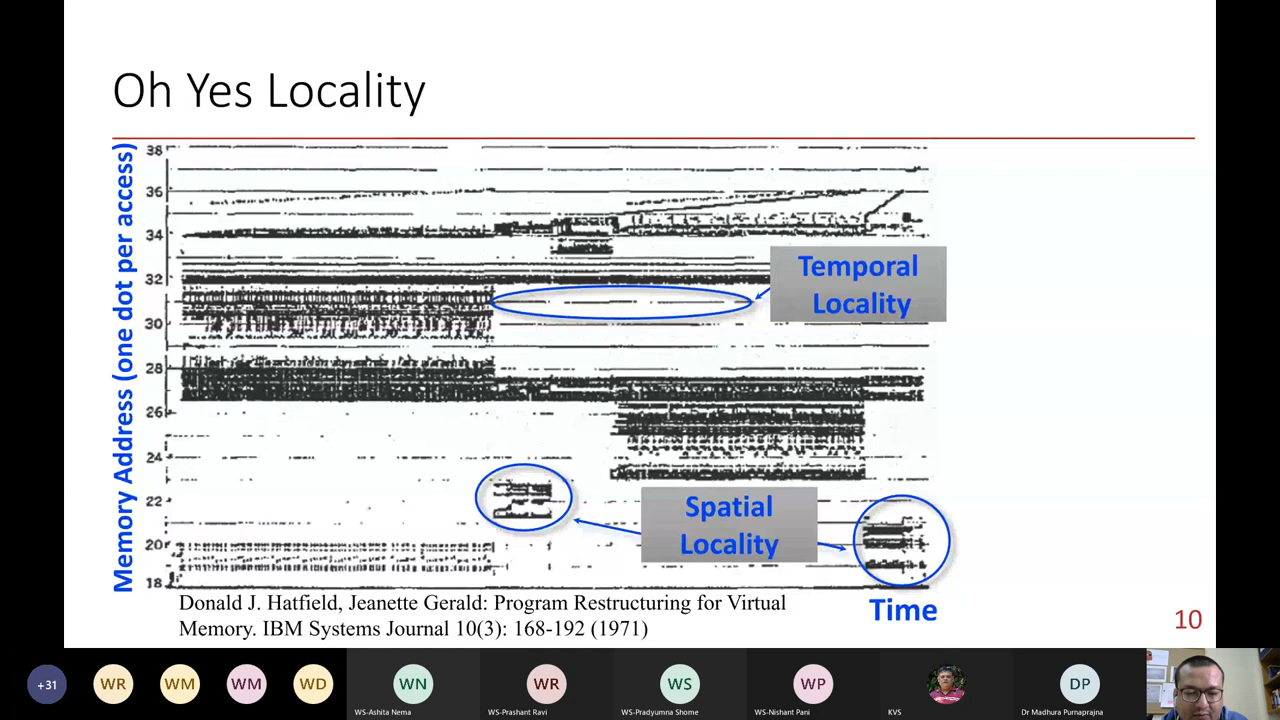 Oh Yes Locality
Memory Address (one dot per access)
38
36
34
32
30
28
26
24
22
20
18
Temporal
Locality
Spatial
Locality
Time
Donald J. Hatfield, Jeanette Gerald: Program Restructuring for Virtual
Memory. IBM Systems Journal 10(3): 168-192 (1971)
10
+31
WR
WM
WM
WD
WN
WS-Ashita Nema
WR
WS-Prashant Ravi
WS
WS-Pradyumna Shome
WP
WS-Nishant Pani
KVS
DP
Dr Madhura Purnaprajna